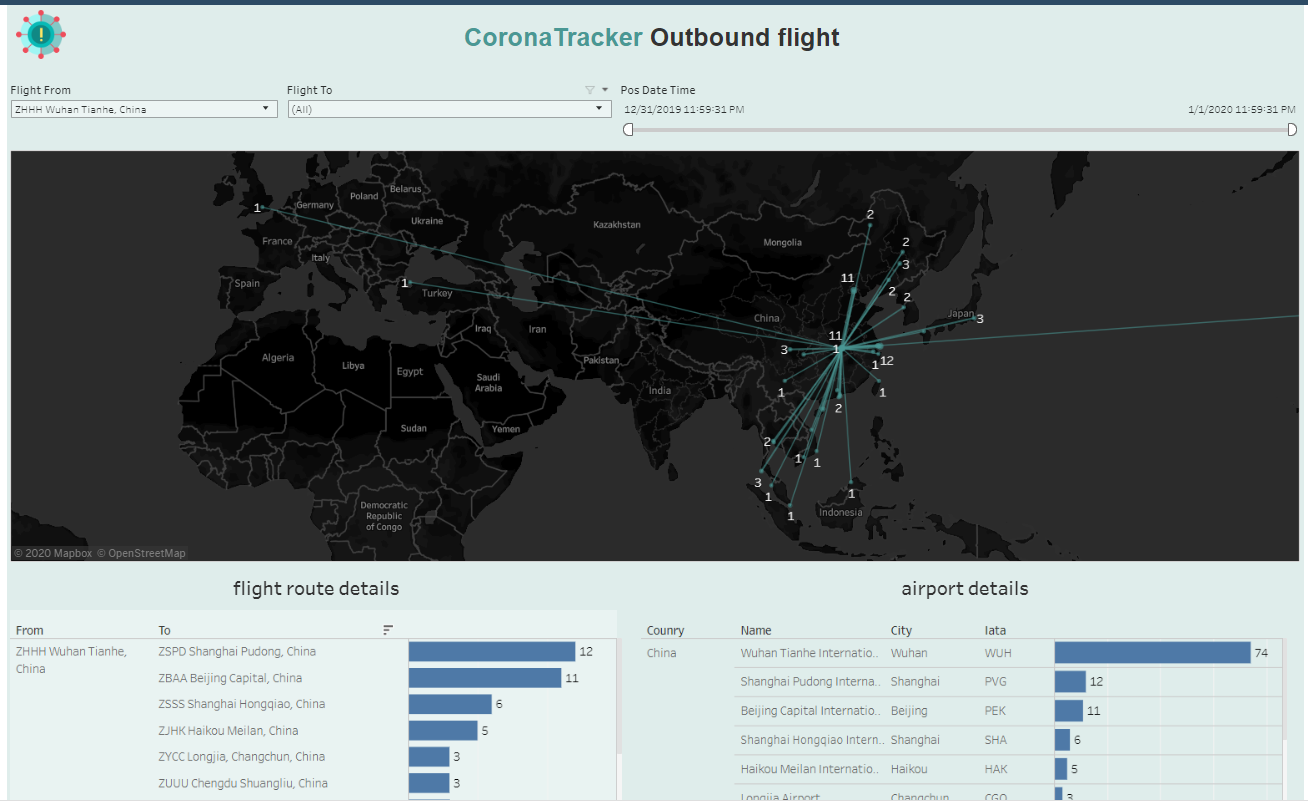 CoronaTracker Outbound flight
Flight From
Flight To
Pos Date Time
ZHHH Wuhan Tianhe, China
(All)
12/31/2019 11:59:31 PM
1/1/2020 11:59:31 PM
Belarus
Poland
Germany
1
2
Ukraine
Kazakhstan
France
Mongolia
2
Italy
3
11
Spain
1
Turkey
2
2
Japan
3
China
Iraq
Iran
11
3
1
Algeria
Libya
Egypt
Pakistan
1
12
Saudi
Arabia
India
1
1
2
Sudan
Yemen
2
1
1
3
1
1
Democratic
Republic
of Congo
1
Indonesia
© 2020 Mapbox © OpenStreetMap
flight route details
airport details
From
To
Counry
Name
City
Iata
ZHHH Wuhan Tianhe,
China
ZSPD Shanghai Pudong, China
12
ZBAA Beijing Capital, China
11
ZSSS Shanghai Hongqiao, China
6
ZJHK Haikou Meilan, China
5
ZYCC Longjia, Changchun, China
3
ZUUU Chengdu Shuangliu, China
3
China
Wuhan Tianhe Internatio..
Wuhan
WUH
74
Shanghai Pudong Interna..
Shanghai
PVG
12
Beijing Capital Internatio..
Beijing
PEK
11
Shanghai Hongqiao Intern..
Shanghai
SHA
6
Haikou Meilan Internatio..
Haikou
HAK
5
Longjia Airport
Changchun
CGO
3